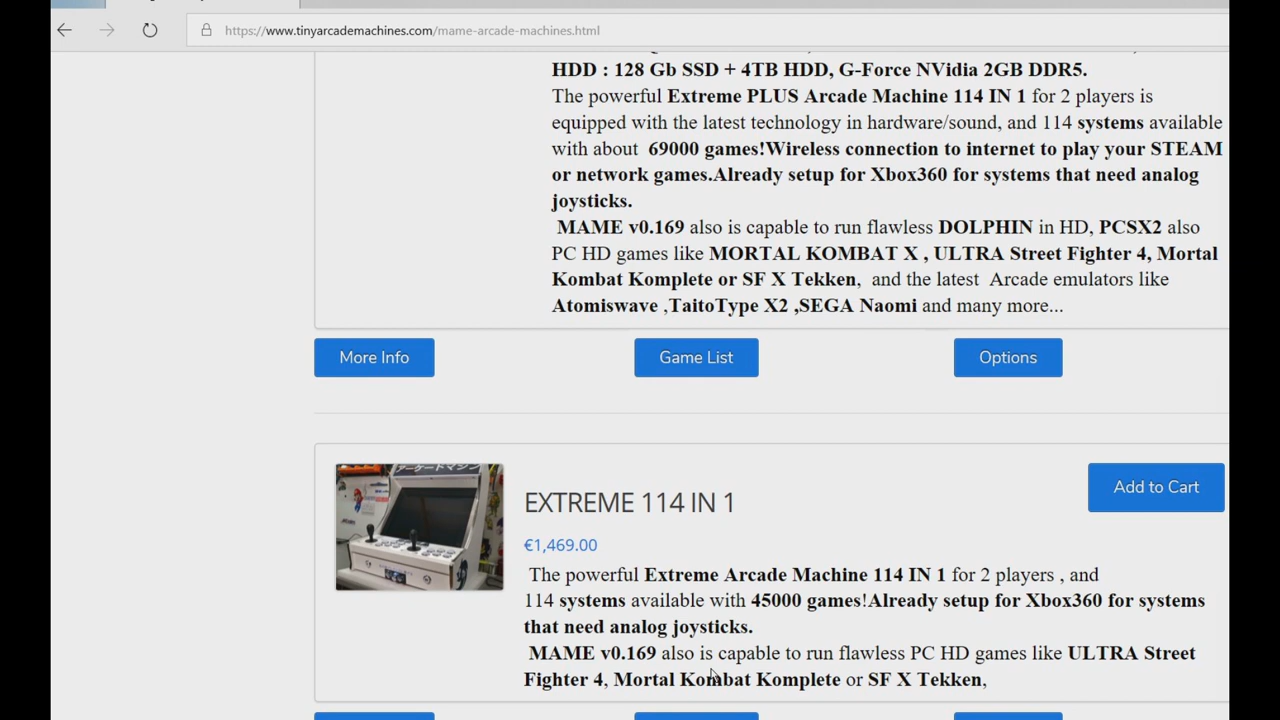 https://www.tinyarcademachines.com/mame-arcade-machines.html
HDD : 128 Gb SSD + 4TB HDD, G-Force NVidia 2GB DDR5.
The powerful Extreme PLUS Arcade Machine 114 IN 1 for 2 players is
equipped with the latest technology in hardware/sound, and 114 systems available
with about 69000 games!Wireless connection to internet to play your STEAM
or network games.Already setup for Xbox360 for systems that need analog
joysticks.
MAME v0.169 also is capable to run flawless DOLPHIN in HD, PCSX2 also
PC HD games like MORTAL KOMBAT X , ULTRA Street Fighter 4, Mortal
Kombat Komplete or SF X Tekken, and the latest Arcade emulators like
Atomiswave ,TaitoType X2 ,SEGA Naomi and many more...
More Info
Game List
Options
Add to Cart
EXTREME 114 IN 1
€1,469.00
The powerful Extreme Arcade Machine 114 IN 1 for 2 players , and
114 systems available with 45000 games!Already setup for Xbox360 for systems
that need analog joysticks.
MAME v0.169 also is capable to run flawless PC HD games like ULTRA Street
Fighter 4, Mortal Kombat Komplete or SF X Tekken,